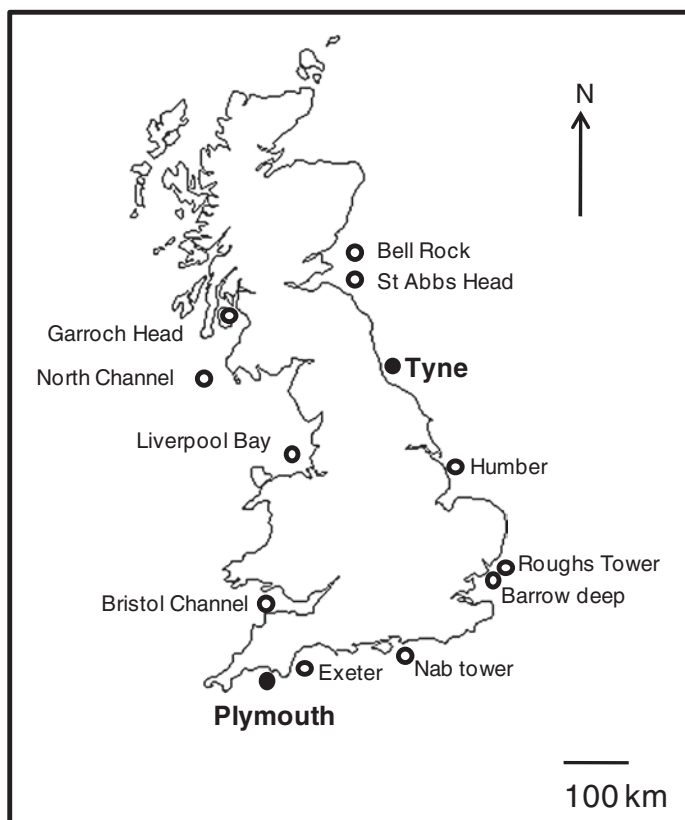 N
Bell Rock
St Abbs Head
Garroch Head
Tyne
North Channel
Liverpool Bay
Humber
Roughs Tower
Barrow deep
Bristol Channel
Exeter
Nab tower
Plymouth
100 km